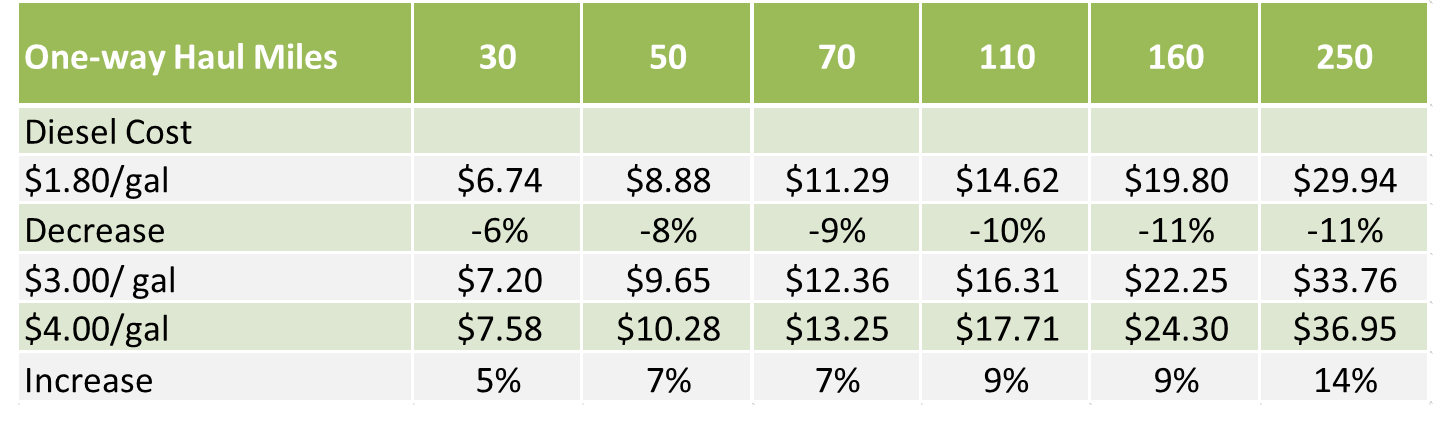 One-way Haul Miles 30 50 70 110 160 250
Diesel Cost
$1.80/gal $6.74 $8.88 $11.29 $14.62 $19.80 $29.94
Decrease -6% -8% -9% -10% -11% -11%
$3.00/ gal $7.20 $9.65 $12.36 $16.31 $22.25 $33.76
$4.00/gal $7.58 $10.28 $13.25 $17.71 $24.30 $36.95
Increase 5% 7% 7% 9% 9% 14%